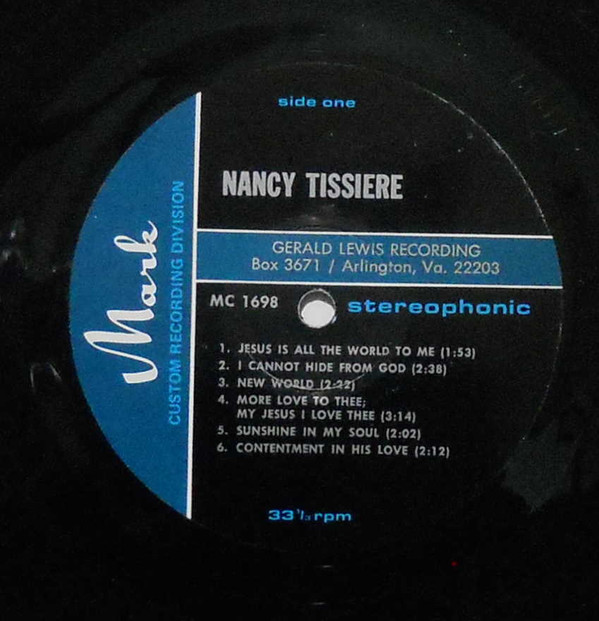 side one
NANCY TISSIERE
GERALD LEWIS RECORDING
Box 3671 / Arlington, Va. 22203
MC 1698
stereophonic
1. JESUS IS ALL THE WORLD TO ME (1:53)
2. I CANNOT HIDE FROM GOD (2:38)
3. NEW WORLD (2:22)
4. MORE LOVE TO THEE;
MY JESUS I LOVE THEE (3:14)
5. SUNSHINE IN MY SOUL (2:02)
6. CONTENTMENT IN HIS LOVE (2:12)
33⅓ rpm
Mark
CUSTOM RECORDING DIVISION